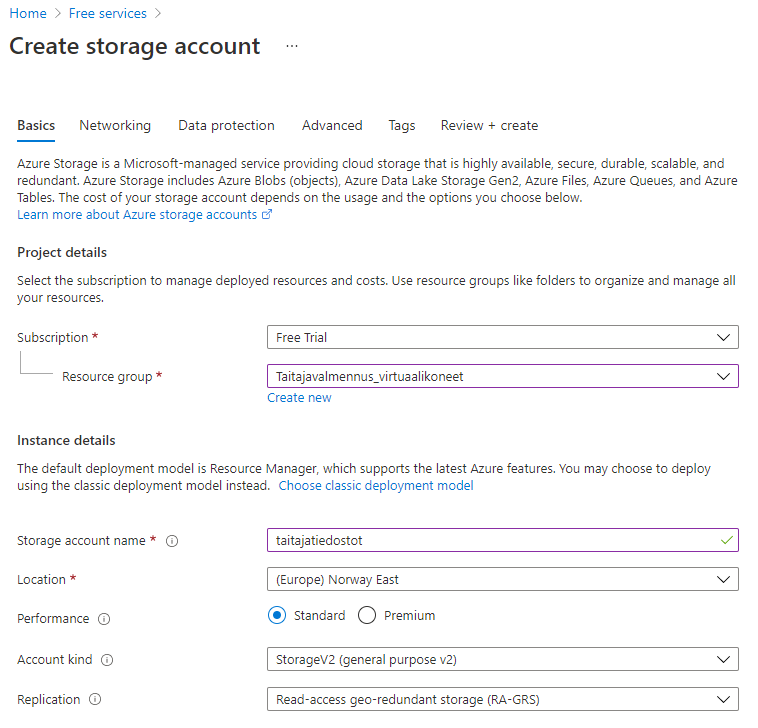 Home > Free services >
Create storage account ...
Basics Networking Data protection Advanced Tags Review + create
Azure Storage is a Microsoft-managed service providing cloud storage that is highly available, secure, durable, scalable, and
redundant. Azure Storage includes Azure Blobs (objects), Azure Data Lake Storage Gen2, Azure Files, Azure Queues, and Azure
Tables. The cost of your storage account depends on the usage and the options you choose below.
Learn more about Azure storage accounts
Project details
Select the subscription to manage deployed resources and costs. Use resource groups like folders to organize and manage all
your resources.
Subscription * Free Trial
Resource group * Taitajavalmennus_virtuaalikoneet
Create new
Instance details
The default deployment model is Resource Manager, which supports the latest Azure features. You may choose to deploy
using the classic deployment model instead. Choose classic deployment model
Storage account name * taitajatiedostot
Location * (Europe) Norway East
Performance Standard Premium
Account kind StorageV2 (general purpose v2)
Replication Read-access geo-redundant storage (RA-GRS)